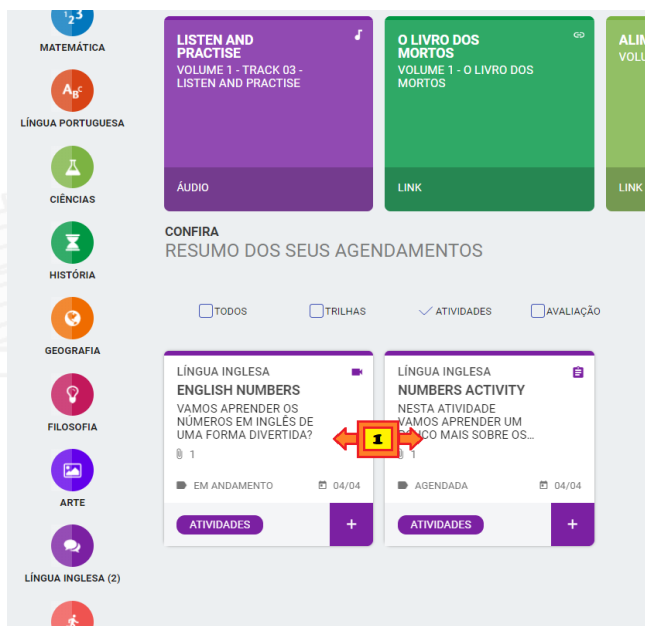 123
MATEMÁTICA
ABC
LÍNGUA PORTUGUESA
CIÊNCIAS
HISTÓRIA
GEOGRAFIA
FILOSOFIA
ARTE
LÍNGUA INGLESA (2)
LISTEN AND
PRACTISE
VOLUME 1 - TRACK 03 -
LISTEN AND PRACTISE
ÁUDIO
O LIVRO DOS
MORTOS
VOLUME 1 - O LIVRO DOS
MORTOS
LINK
LINK
CONFIRA
RESUMO DOS SEUS AGENDAMENTOS
TODOS TRILHAS ATIVIDADES AVALIAÇÃO
LÍNGUA INGLESA
ENGLISH NUMBERS
VAMOS APRENDER OS
NÚMEROS EM INGLÊS DE
UMA FORMA DIVERTIDA?
1
EM ANDAMENTO 04/04
ATIVIDADES +
1
LÍNGUA INGLESA
NUMBERS ACTIVITY
NESTA ATIVIDADE
VAMOS APRENDER UM
MAIS SOBRE OS...
1
AGENDADA 04/04
ATIVIDADES +